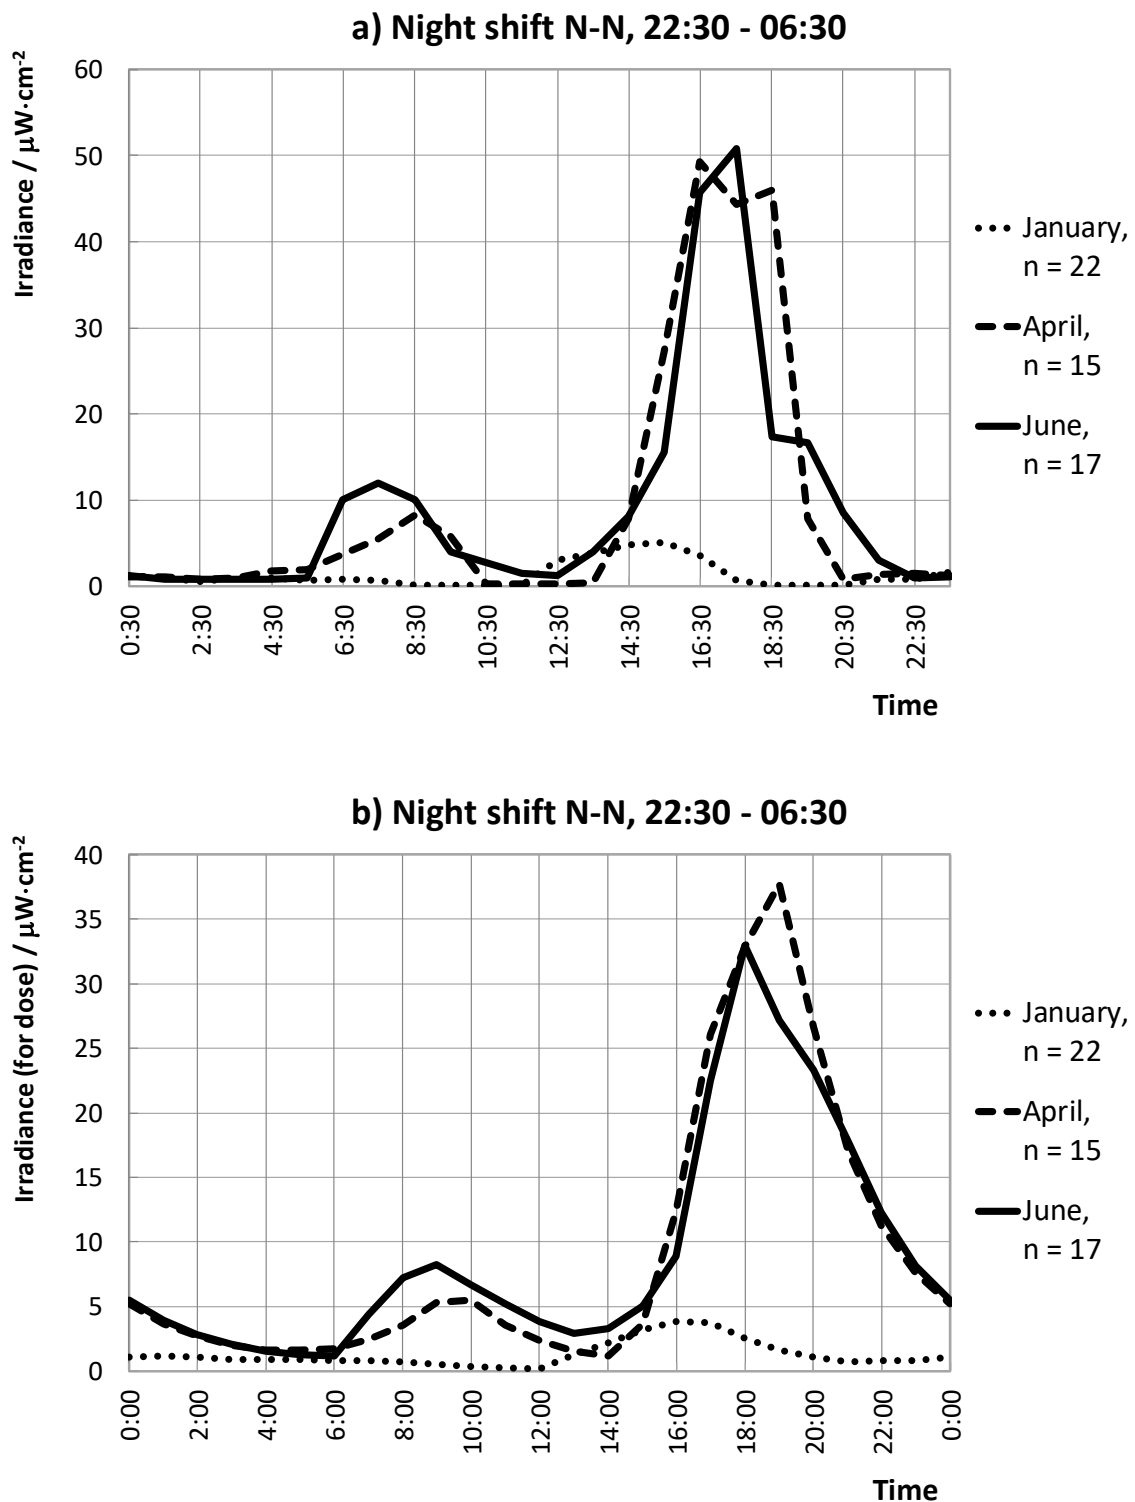 a) Night shift N-N, 22:30 - 06:30
Irradiance / µW·cm⁻²
60
50
40
30
20
10
0
0:30
2:30
4:30
6:30
8:30
10:30
12:30
14:30
16:30
18:30
20:30
22:30
Time
January,
n = 22
April,
n = 15
June,
n = 17
b) Night shift N-N, 22:30 - 06:30
Irradiance (for dose) / µW·cm⁻²
40
35
30
25
20
15
10
5
0
0:00
2:00
4:00
6:00
8:00
10:00
12:00
14:00
16:00
18:00
20:00
22:00
0:00
Time
January,
n = 22
April,
n = 15
June,
n = 17